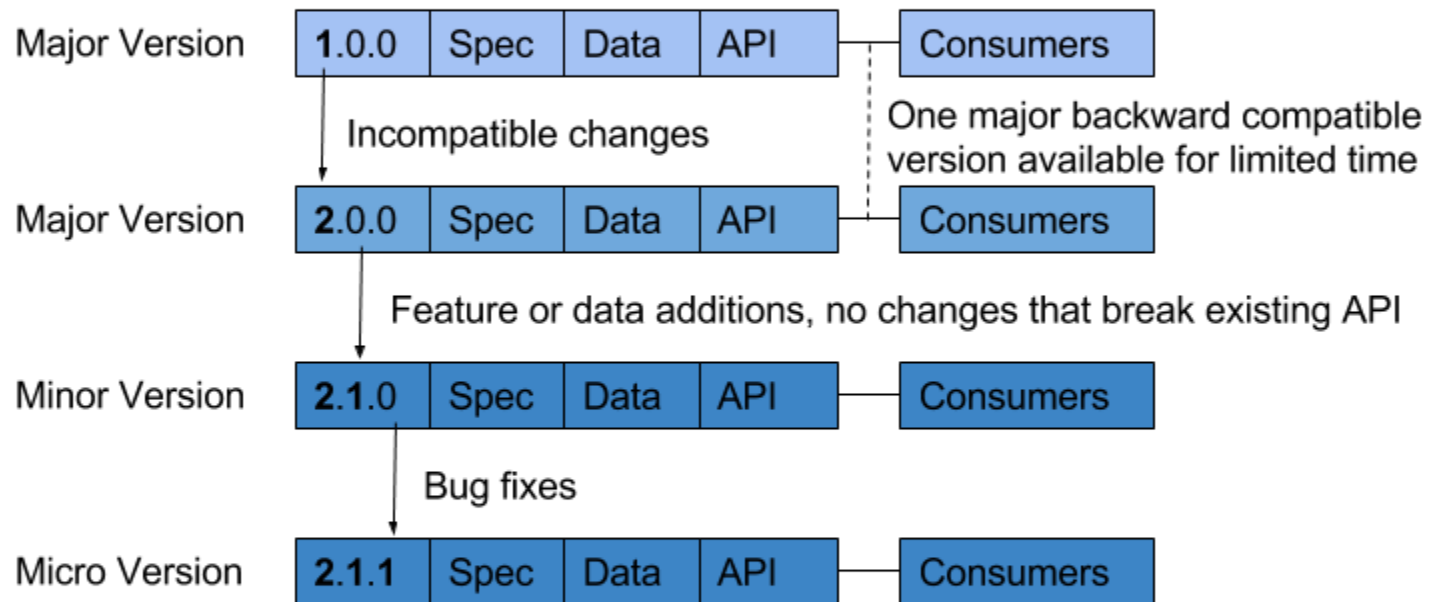 Major Version 1.0.0 Spec Data API Consumers
Incompatible changes
One major backward compatible
version available for limited time
Major Version 2.0.0 Spec Data API Consumers
Feature or data additions, no changes that break existing API
Minor Version 2.1.0 Spec Data API Consumers
Bug fixes
Micro Version 2.1.1 Spec Data API Consumers